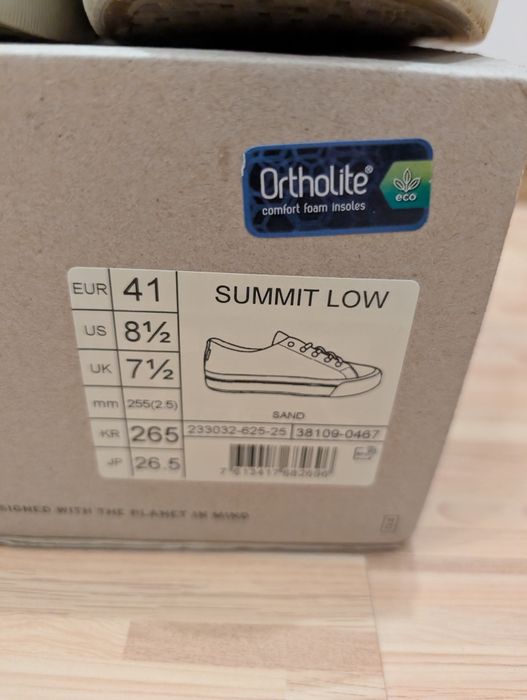 Ortholite®
comfort foam insoles
eco
EUR 41
US 8½
UK 7½
mm 255(2.5)
KR 265
JP 26.5
SUMMIT LOW
SAND
233032-625-25 38109-0467
SIGNED WITH THE PLANET IN MIND